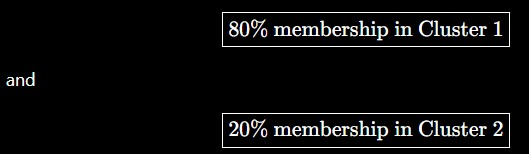 80% membership in Cluster 1
and
20% membership in Cluster 2